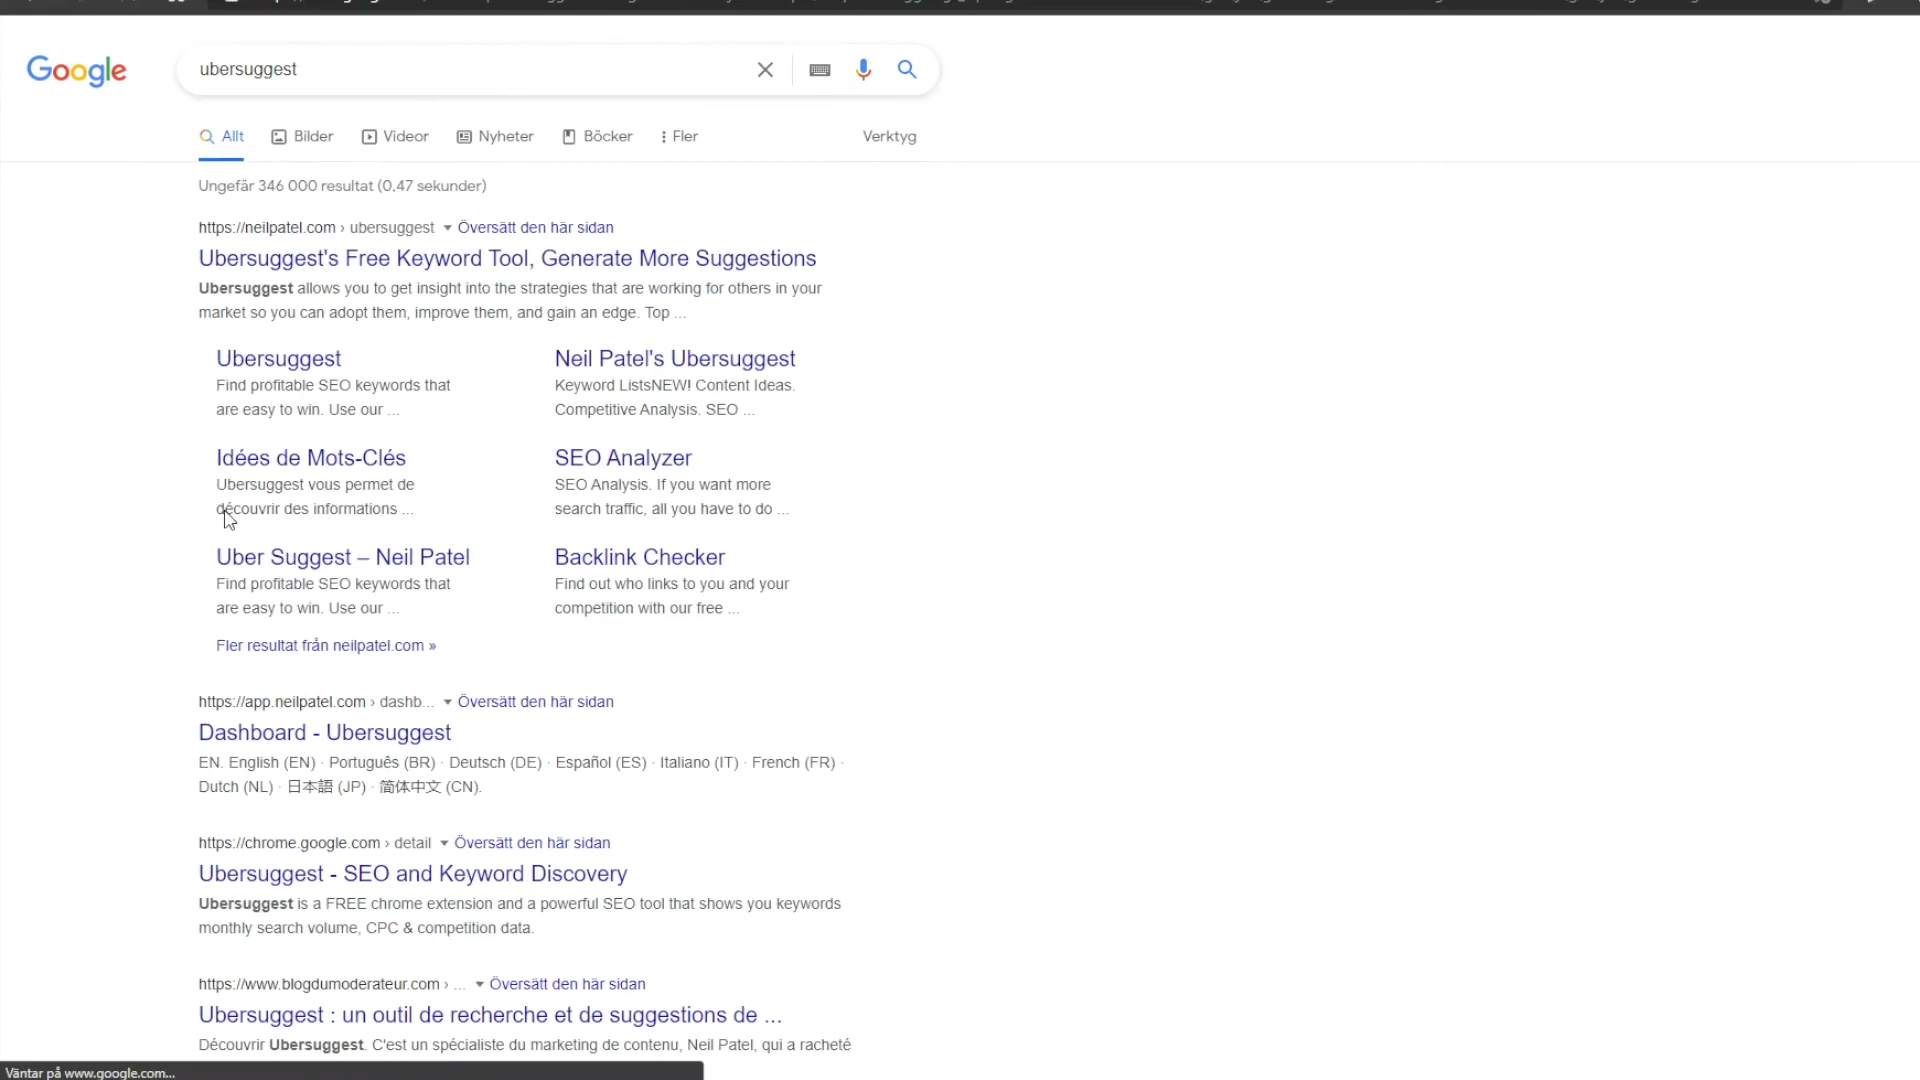 Google
ubersuggest
Allt
Bilder
Videor
Nyheter
Böcker
Fler
Verktyg
Ungefär 346 000 resultat (0,47 sekunder)
https://neilpatel.com › ubersuggest Översätt den här sidan
Ubersuggest's Free Keyword Tool, Generate More Suggestions
Ubersuggest allows you to get insight into the strategies that are working for others in your
market so you can adopt them, improve them, and gain an edge. Top ...
Ubersuggest
Find profitable SEO keywords that
are easy to win. Use our ...
Neil Patel's Ubersuggest
Keyword ListsNEW! Content Ideas.
Competitive Analysis. SEO ...
Idées de Mots-Clés
Ubersuggest vous permet de
découvrir des informations ...
SEO Analyzer
SEO Analysis. If you want more
search traffic, all you have to do ...
Uber Suggest – Neil Patel
Find profitable SEO keywords that
are easy to win. Use our ...
Backlink Checker
Find out who links to you and your
competition with our free ...
Fler resultat från neilpatel.com »
https://app.neilpatel.com › dashb... Översätt den här sidan
Dashboard - Ubersuggest
EN. English (EN) · Português (BR) · Deutsch (DE) · Español (ES) · Italiano (IT) · French (FR) ·
Dutch (NL) · 日本語 (JP) · 简体中文 (CN).
https://chrome.google.com › detail Översätt den här sidan
Ubersuggest - SEO and Keyword Discovery
Ubersuggest is a FREE chrome extension and a powerful SEO tool that shows you keywords
monthly search volume, CPC & competition data.
https://www.blogdumoderateur.com › ... Översätt den här sidan
Ubersuggest : un outil de recherche et de suggestions de ...
Découvrir Ubersuggest. C'est un spécialiste du marketing de contenu, Neil Patel, qui a racheté
Väntar på www.google.com...